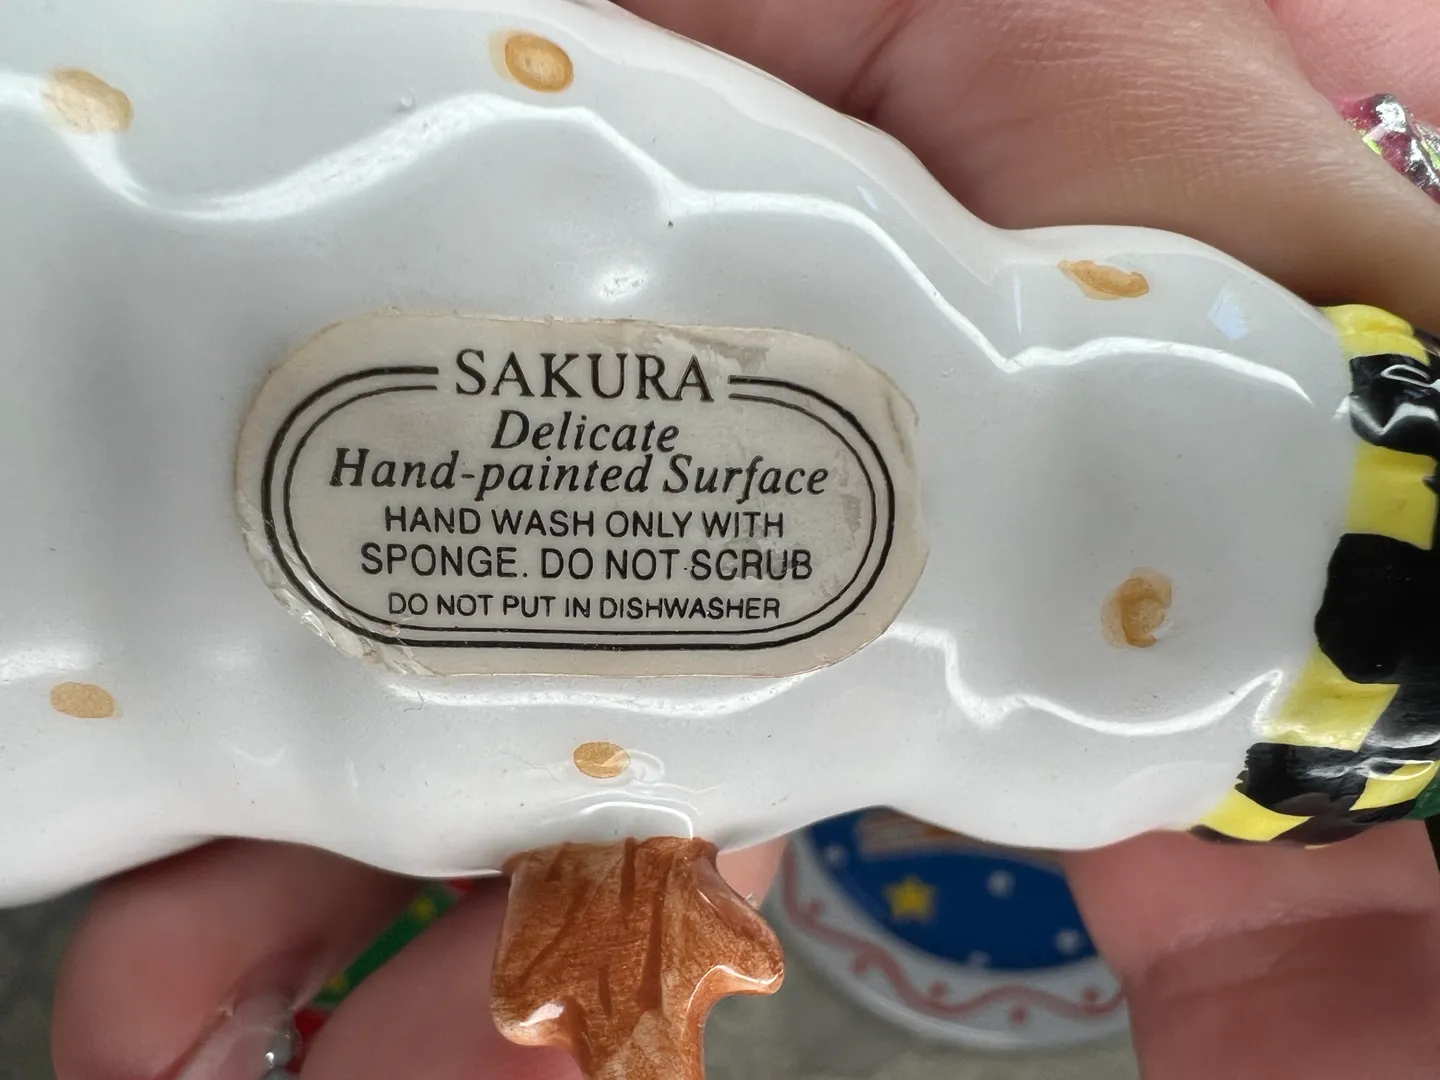 SAKURA
Delicate
Hand-painted Surface
HAND WASH ONLY WITH
SPONGE. DO NOT SCRUB
DO NOT PUT IN DISHWASHER